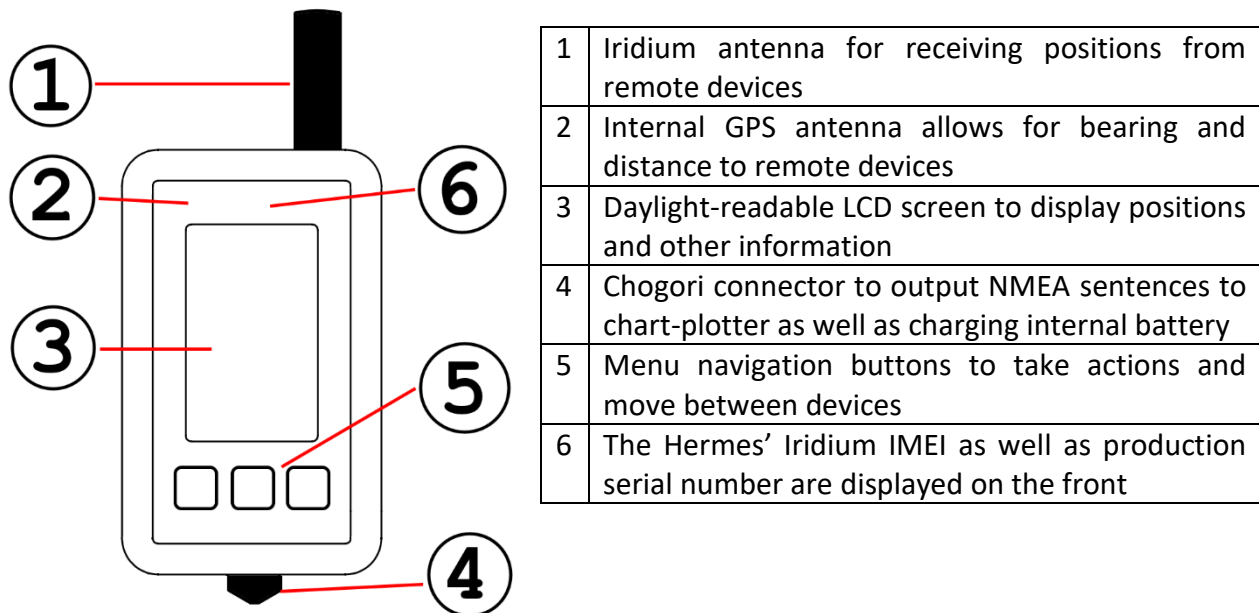 1
2
6
3
5
4
1 Iridium antenna for receiving positions from
remote devices
2 Internal GPS antenna allows for bearing and
distance to remote devices
3 Daylight-readable LCD screen to display positions
and other information
4 Chogori connector to output NMEA sentences to
chart-plotter as well as charging internal battery
5 Menu navigation buttons to take actions and
move between devices
6 The Hermes’ Iridium IMEI as well as production
serial number are displayed on the front